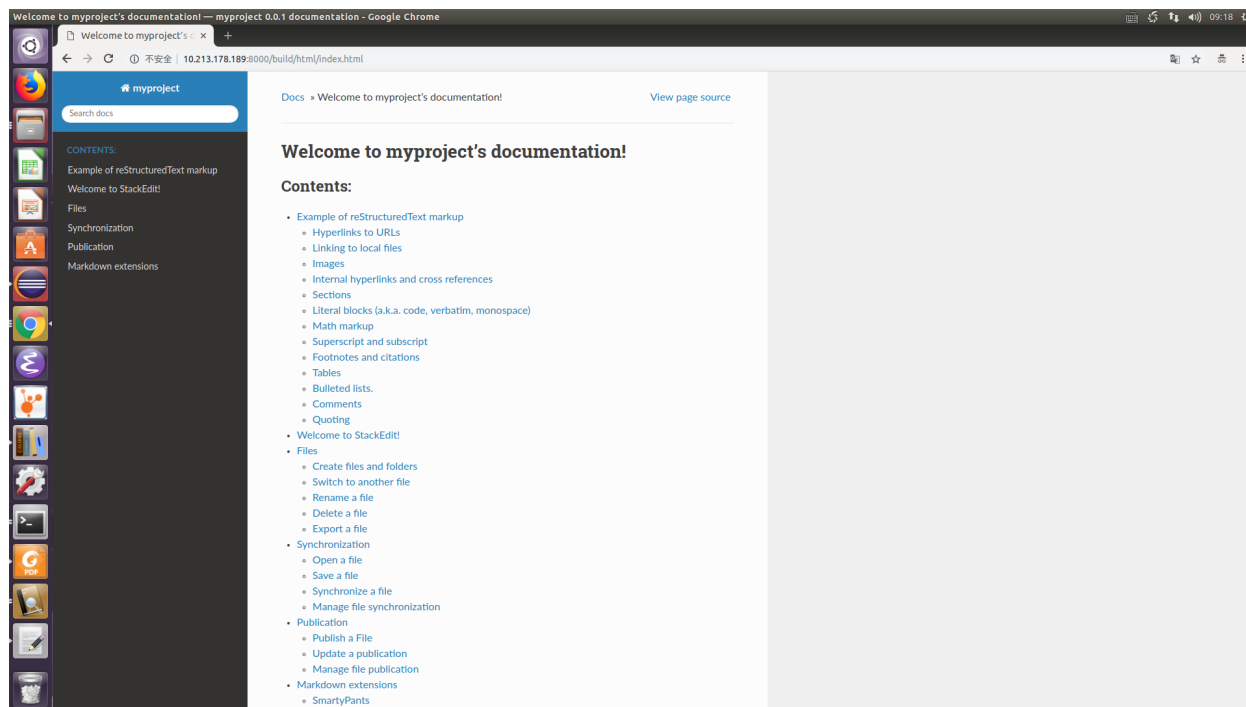 Welcome to myproject's documentation! — myproject 0.0.1 documentation - Google Chrome
09:18
Welcome to myproject's d
不安全 | 10.213.178.189:8000/build/html/index.html
myproject
Search docs
CONTENTS:
Example of reStructuredText markup
Welcome to StackEdit!
Files
Synchronization
Publication
Markdown extensions
Docs » Welcome to myproject's documentation!
View page source
Welcome to myproject's documentation!
Contents:
Example of reStructuredText markup
Hyperlinks to URLs
Linking to local files
Images
Internal hyperlinks and cross references
Sections
Literal blocks (a.k.a. code, verbatim, monospace)
Math markup
Superscript and subscript
Footnotes and citations
Tables
Bulleted lists.
Comments
Quoting
Welcome to StackEdit!
Files
Create files and folders
Switch to another file
Rename a file
Delete a file
Export a file
Synchronization
Open a file
Save a file
Synchronize a file
Manage file synchronization
Publication
Publish a File
Update a publication
Manage file publication
Markdown extensions
SmartyPants
PDF